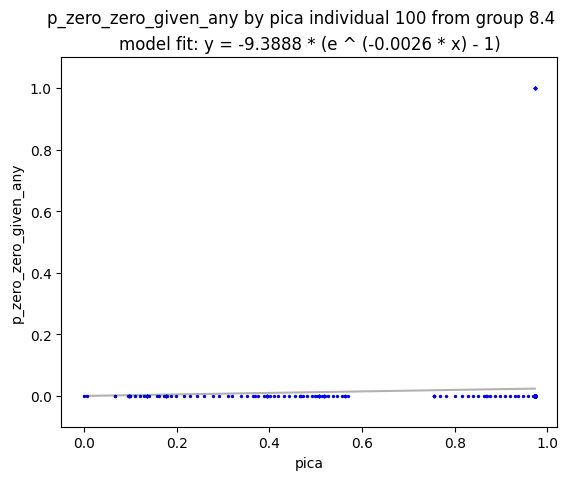 p_zero_zero_given_any by pica individual 100 from group 8.4
model fit: y = -9.3888 * (e ^ (-0.0026 * x) - 1)
1.0
0.8
0.6
0.4
0.2
0.0
p_zero_zero_given_any
0.0 0.2 0.4 0.6 0.8 1.0
pica